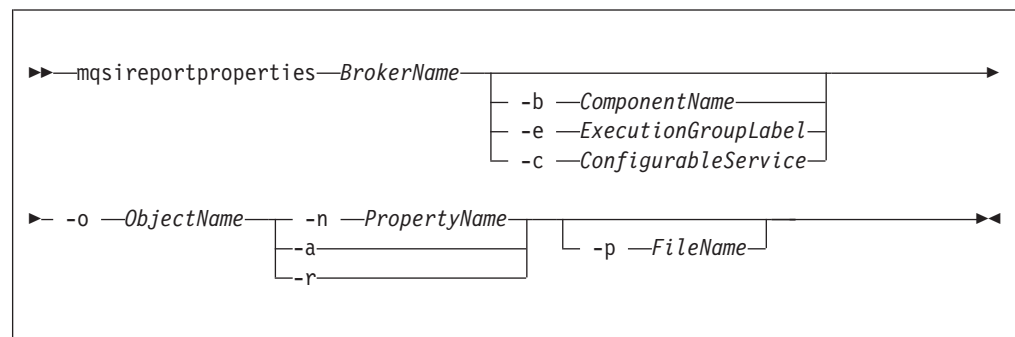 mqsireportproperties BrokerName
-b ComponentName
-e ExecutionGroupLabel
-c ConfigurableService
-o ObjectName -n PropertyName
-p FileName
-a
-r